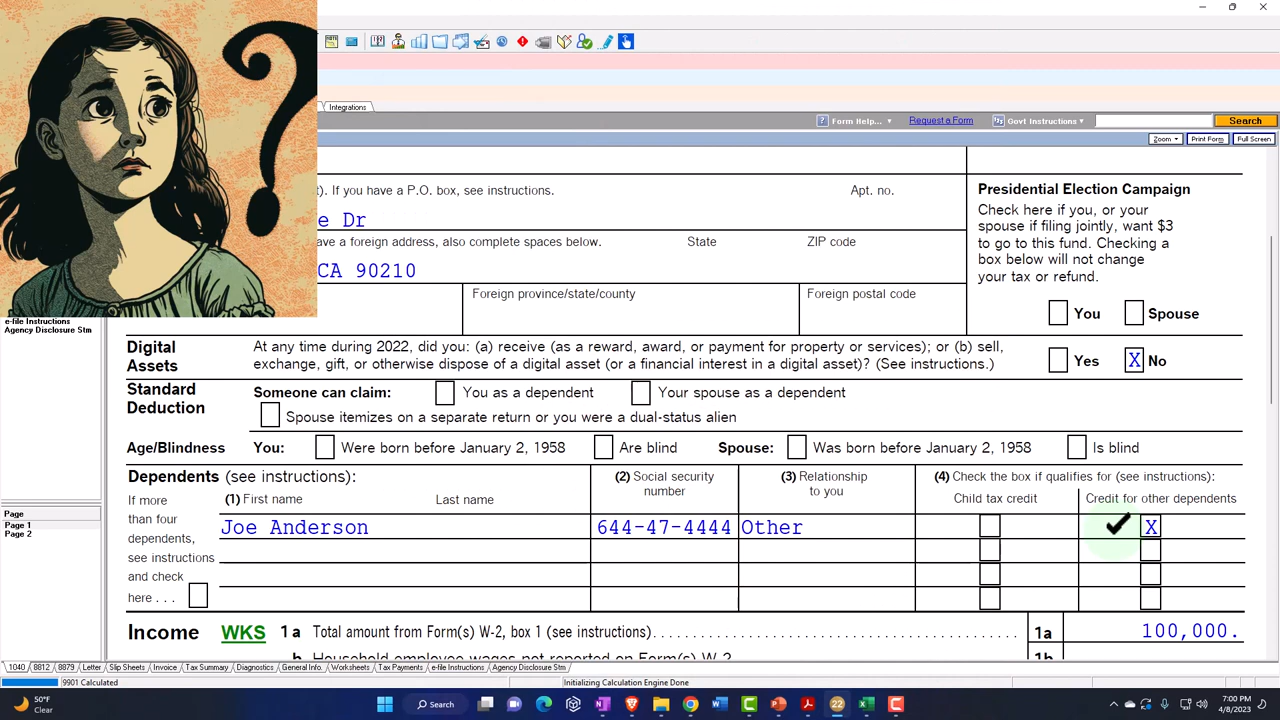 Integrations
Form Help...
Request a Form
Govt Instructions
Search
Zoom
Print Form
Full Screen
t). If you have a P.O. box, see instructions.
Apt. no.
e Dr
ave a foreign address, also complete spaces below.
State
ZIP code
CA 90210
Foreign province/state/county
Foreign postal code
Presidential Election Campaign
Check here if you, or your
spouse if filing jointly, want $3
to go to this fund. Checking a
box below will not change
your tax or refund.
You
Spouse
e-file Instructions
Agency Disclosure Stm
Digital
Assets
At any time during 2022, did you: (a) receive (as a reward, award, or payment for property or services); or (b) sell,
exchange, gift, or otherwise dispose of a digital asset (or a financial interest in a digital asset)? (See instructions.)
Yes
X No
Standard
Deduction
Someone can claim:
You as a dependent
Your spouse as a dependent
Spouse itemizes on a separate return or you were a dual-status alien
Age/Blindness
You:
Were born before January 2, 1958
Are blind
Spouse:
Was born before January 2, 1958
Is blind
Dependents (see instructions):
(2) Social security
number
(3) Relationship
to you
(4) Check the box if qualifies for (see instructions):
If more
than four
dependents,
see instructions
and check
here . . .
(1) First name
Last name
Child tax credit
Credit for other dependents
Joe Anderson
644-47-4444
Other
X
Page
Page 1
Page 2
Income
WKS
1a Total amount from Form(s) W-2, box 1 (see instructions)
1a
100,000.
b Household employee wages not reported on Form(s) W-2
1b
1040
8812
8879
Letter
Slip Sheets
Invoice
Tax Summary
Diagnostics
General Info.
Worksheets
Tax Payments
e-file Instructions
Agency Disclosure Stm
9901 Calculated
Initializing Calculation Engine Done
50°F
Clear
Search
22
7:00 PM
4/8/2023